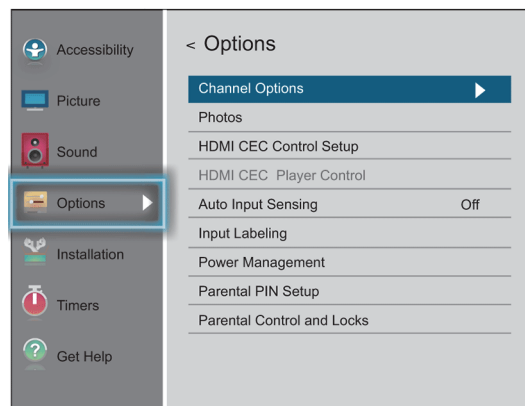 Accessibility
Picture
Sound
Options
Installation
Timers
Get Help
< Options
Channel Options
Photos
HDMI CEC Control Setup
HDMI CEC Player Control
Auto Input Sensing Off
Input Labeling
Power Management
Parental PIN Setup
Parental Control and Locks